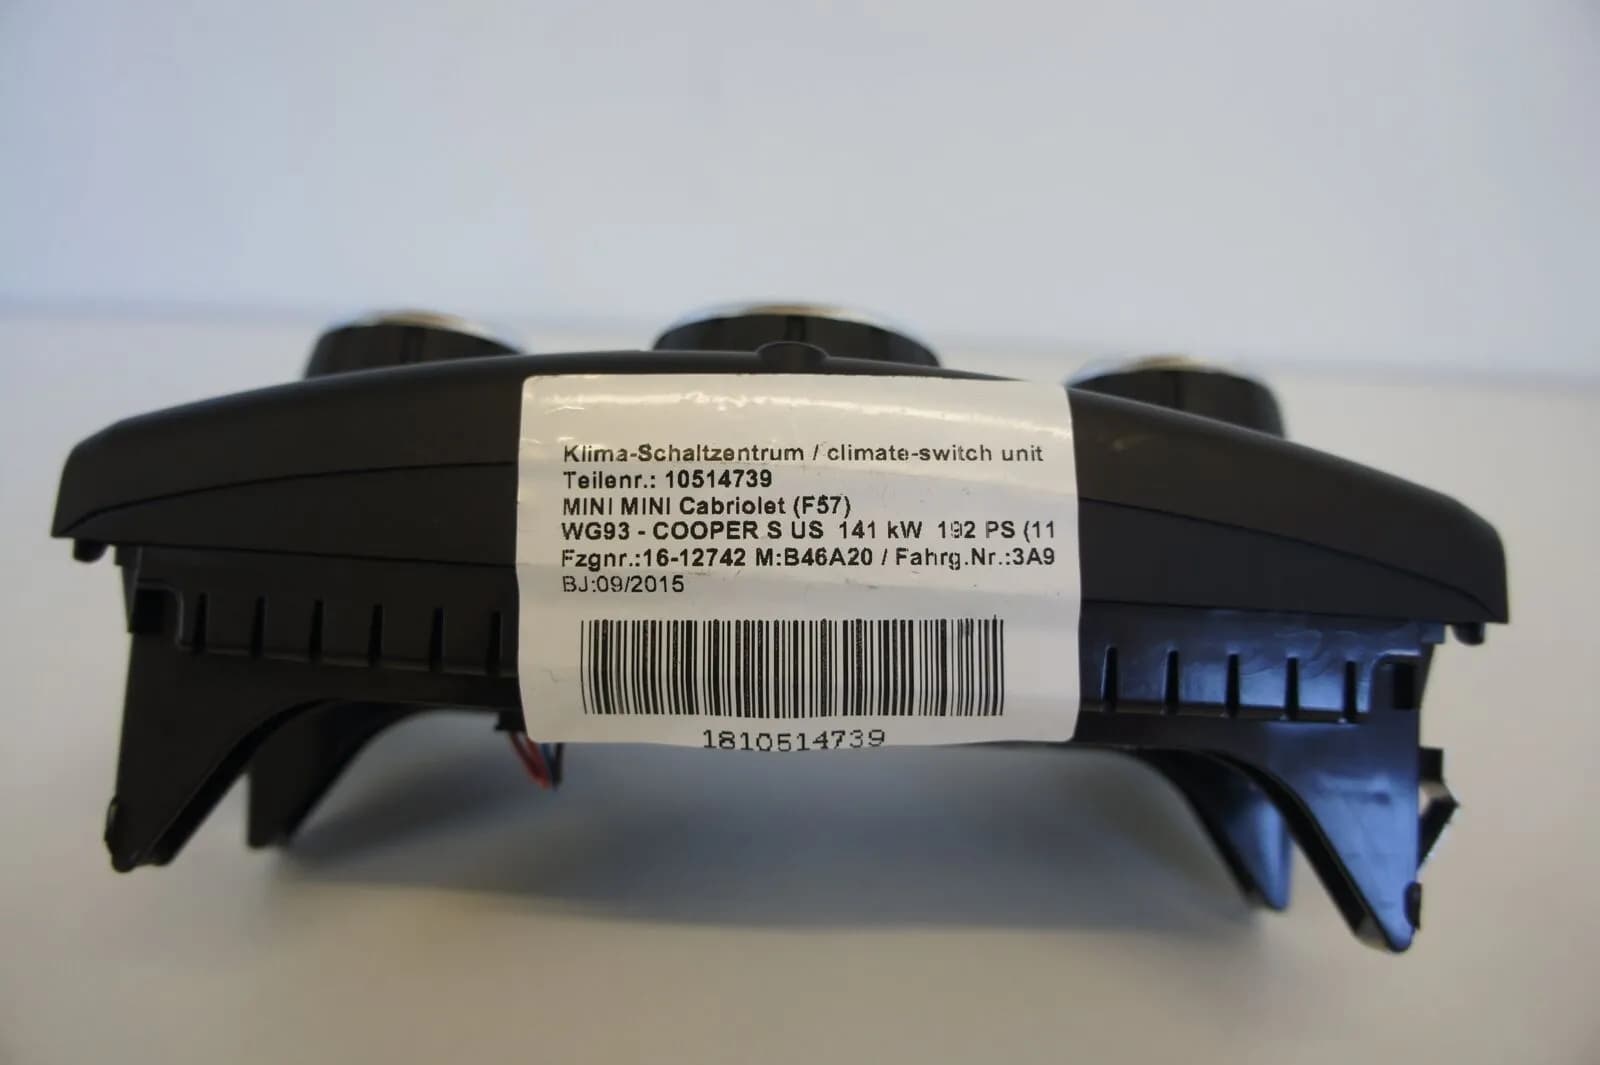 Klima-Schaltzentrum / climate-switch unit
Teilenr.: 10514739
MINI MINI Cabriolet (F57)
WG93 - COOPER S US 141 kW 192 PS (11
Fzgnr.:16-12742 M:B46A20 / Fahrg.Nr.:3A9
BJ:09/2015
1810514739